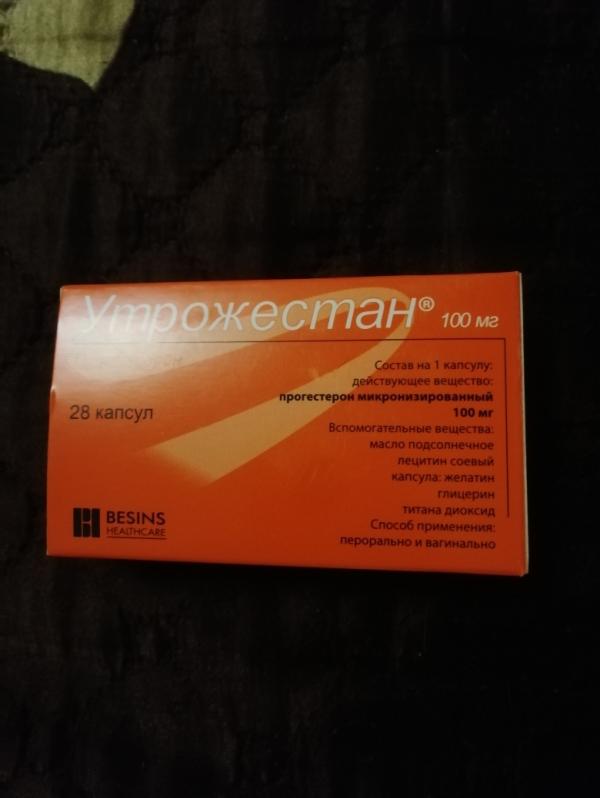 Утрожестан® 100 мг
Состав на 1 капсулу:
действующее вещество:
прогестерон микронизированный
100 мг
Вспомогательные вещества:
масло подсолнечное
лецитин соевый
капсула: желатин
глицерин
титана диоксид
Способ применения:
перорально и вагинально
28 капсул
BESINS
HEALTHCARE